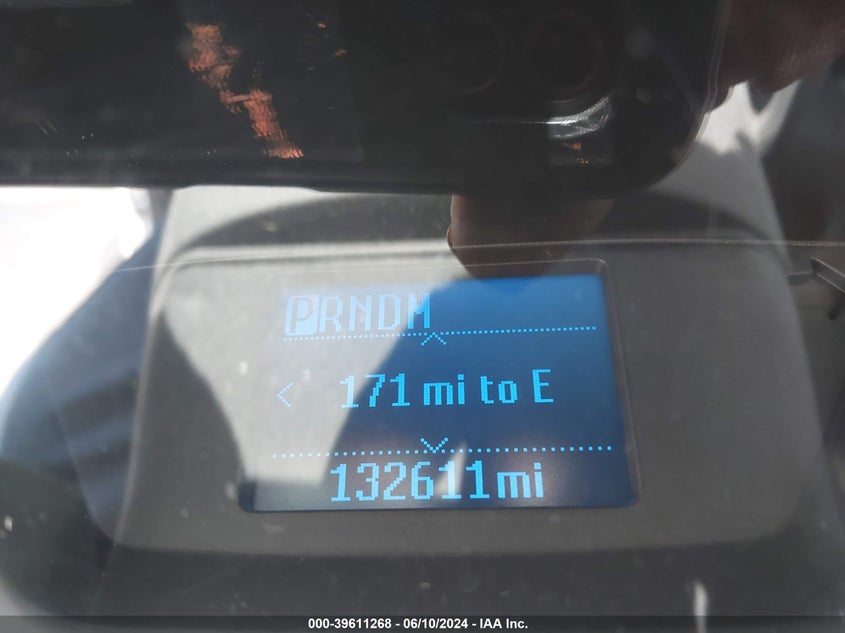 PRNDM
< 171 mi to E
132611mi
000-39611268 - 06/10/2024 - IAA Inc.